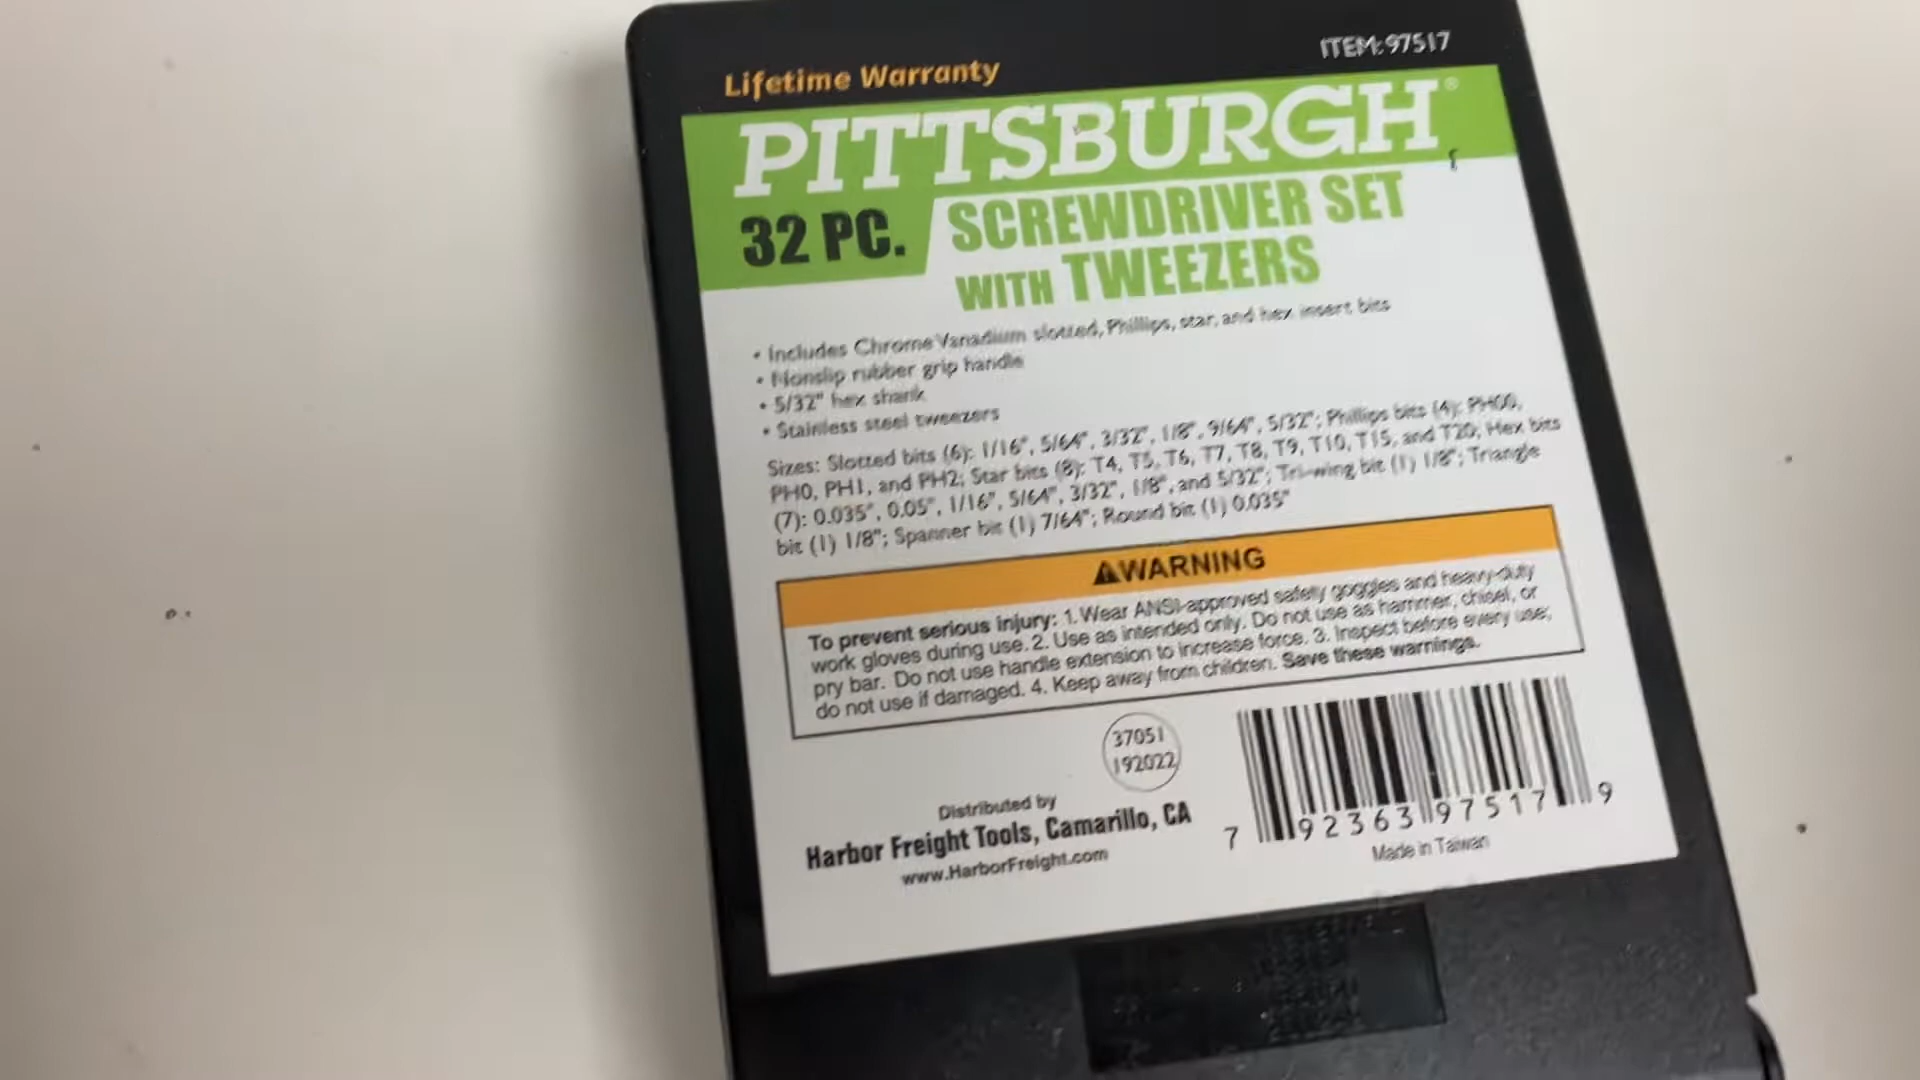 Lifetime Warranty
ITEM: 97517
PITTSBURGH®
32 PC.
SCREWDRIVER SET
WITH TWEEZERS
• Includes Chrome Vanadium slotted, Phillips, star, and hex insert bits
• Nonslip rubber grip handle
• 5/32" hex shank
• Stainless steel tweezers
Sizes: Slotted bits (6): 1/16", 5/64", 3/32", 1/8", 9/64", 5/32"; Phillips bits (4): PH00,
PH0, PH1, and PH2; Star bits (8): T4, T5, T6, T7, T8, T9, T10, T15, and T20; Hex bits
(7): 0.035", 0.05", 1/16", 5/64", 3/32", 1/8", and 5/32"; Tri-wing bit (1) 1/8"; Triangle
bit (1) 1/8"; Spanner bit (1) 7/64"; Round bit (1) 0.035"
⚠WARNING
To prevent serious injury: 1. Wear ANSI-approved safety goggles and heavy-duty
work gloves during use. 2. Use as intended only. Do not use as hammer, chisel, or
pry bar. Do not use handle extension to increase force. 3. Inspect before every use;
do not use if damaged. 4. Keep away from children. Save these warnings.
37051
192022
Distributed by
Harbor Freight Tools, Camarillo, CA
www.HarborFreight.com
7 92363 97517 9
Made in Taiwan